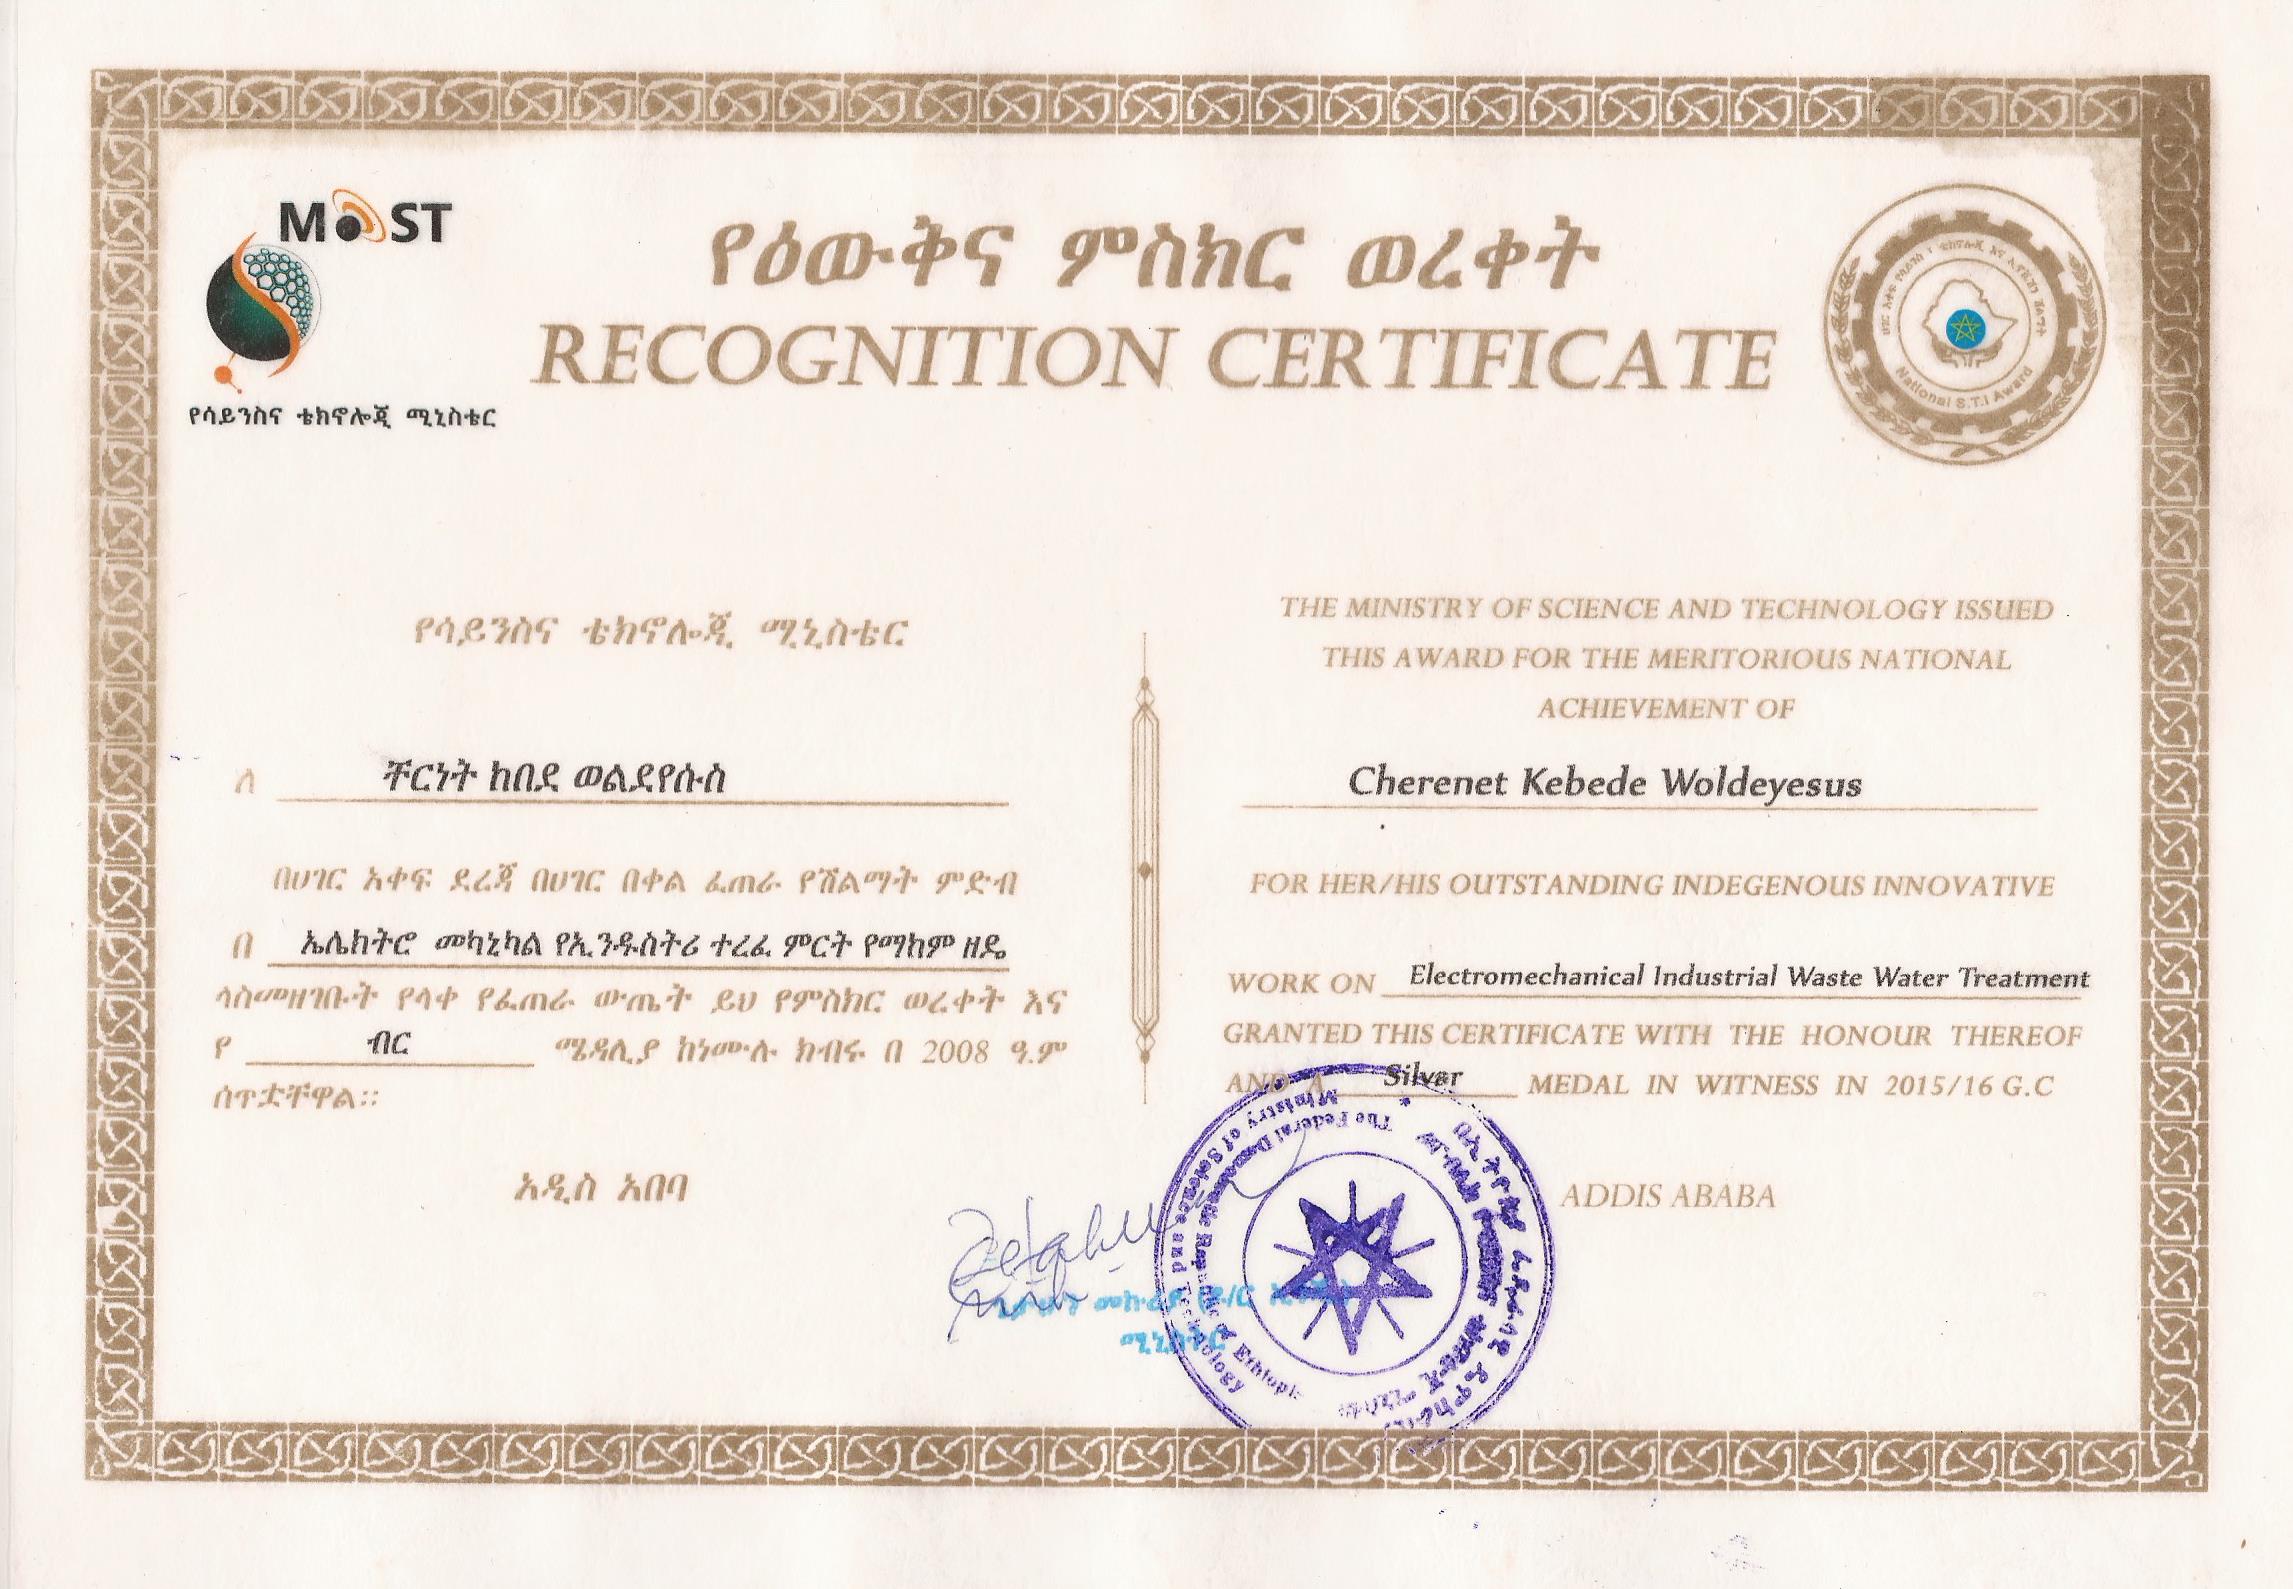 MOST
የሳይንስና ቴክኖሎጂ ሚኒስቴር
የዕውቅና ምስክር ወረቀት
RECOGNITION CERTIFICATE
National S.T.I Award
የሳይንስና ቴክኖሎጂ ሚኒስቴር
ለ ቸርነት ከበደ ወልደየሱስ
በሀገር አቀፍ ደረጃ በሀገር በቀል ፈጠራ የሽልማት ምድብ
በ ኤሌክትሮ መካኒካል የኢንዱስትሪ ተረፈ ምርት የማከም ዘዴ
ላስመዘገቡት የላቀ የፈጠራ ውጤት ይህ የምስክር ወረቀት እና
የ ብር ሜዳሊያ ከነሙሉ ክብሩ በ 2008 ዓ.ም
ሰጥቷቸዋል፡፡
አዲስ አበባ
THE MINISTRY OF SCIENCE AND TECHNOLOGY ISSUED
THIS AWARD FOR THE MERITORIOUS NATIONAL
ACHIEVEMENT OF
Cherenet Kebede Woldeyesus
FOR HER/HIS OUTSTANDING INDEGENOUS INNOVATIVE
WORK ON Electromechanical Industrial Waste Water Treatment
GRANTED THIS CERTIFICATE WITH THE HONOUR THEREOF
AND A Silver MEDAL IN WITNESS IN 2015/16 G.C
ADDIS ABABA
The Federal Democratic Republic of Ethiopi
Ministry of Science and Technology
ሚኒስትር